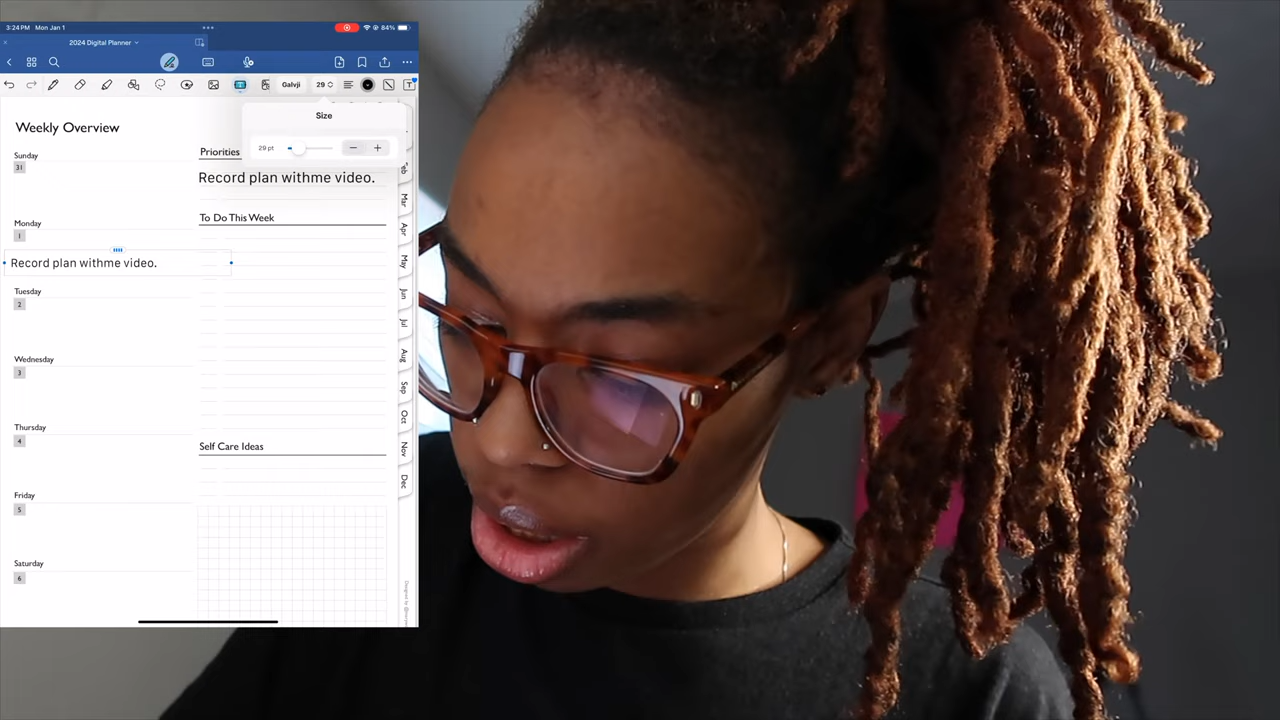 3:24 PM Mon Jan 1
84%
2024 Digital Planner
Galvji
29
Size
29 pt
Weekly Overview
Sunday
31
Monday
1
Record plan withme video.
Tuesday
2
Wednesday
3
Thursday
4
Friday
5
Saturday
6
Priorities
Record plan withme video.
To Do This Week
Self Care Ideas
Mar
Apr
May
Jun
Jul
Aug
Sep
Oct
Nov
Dec